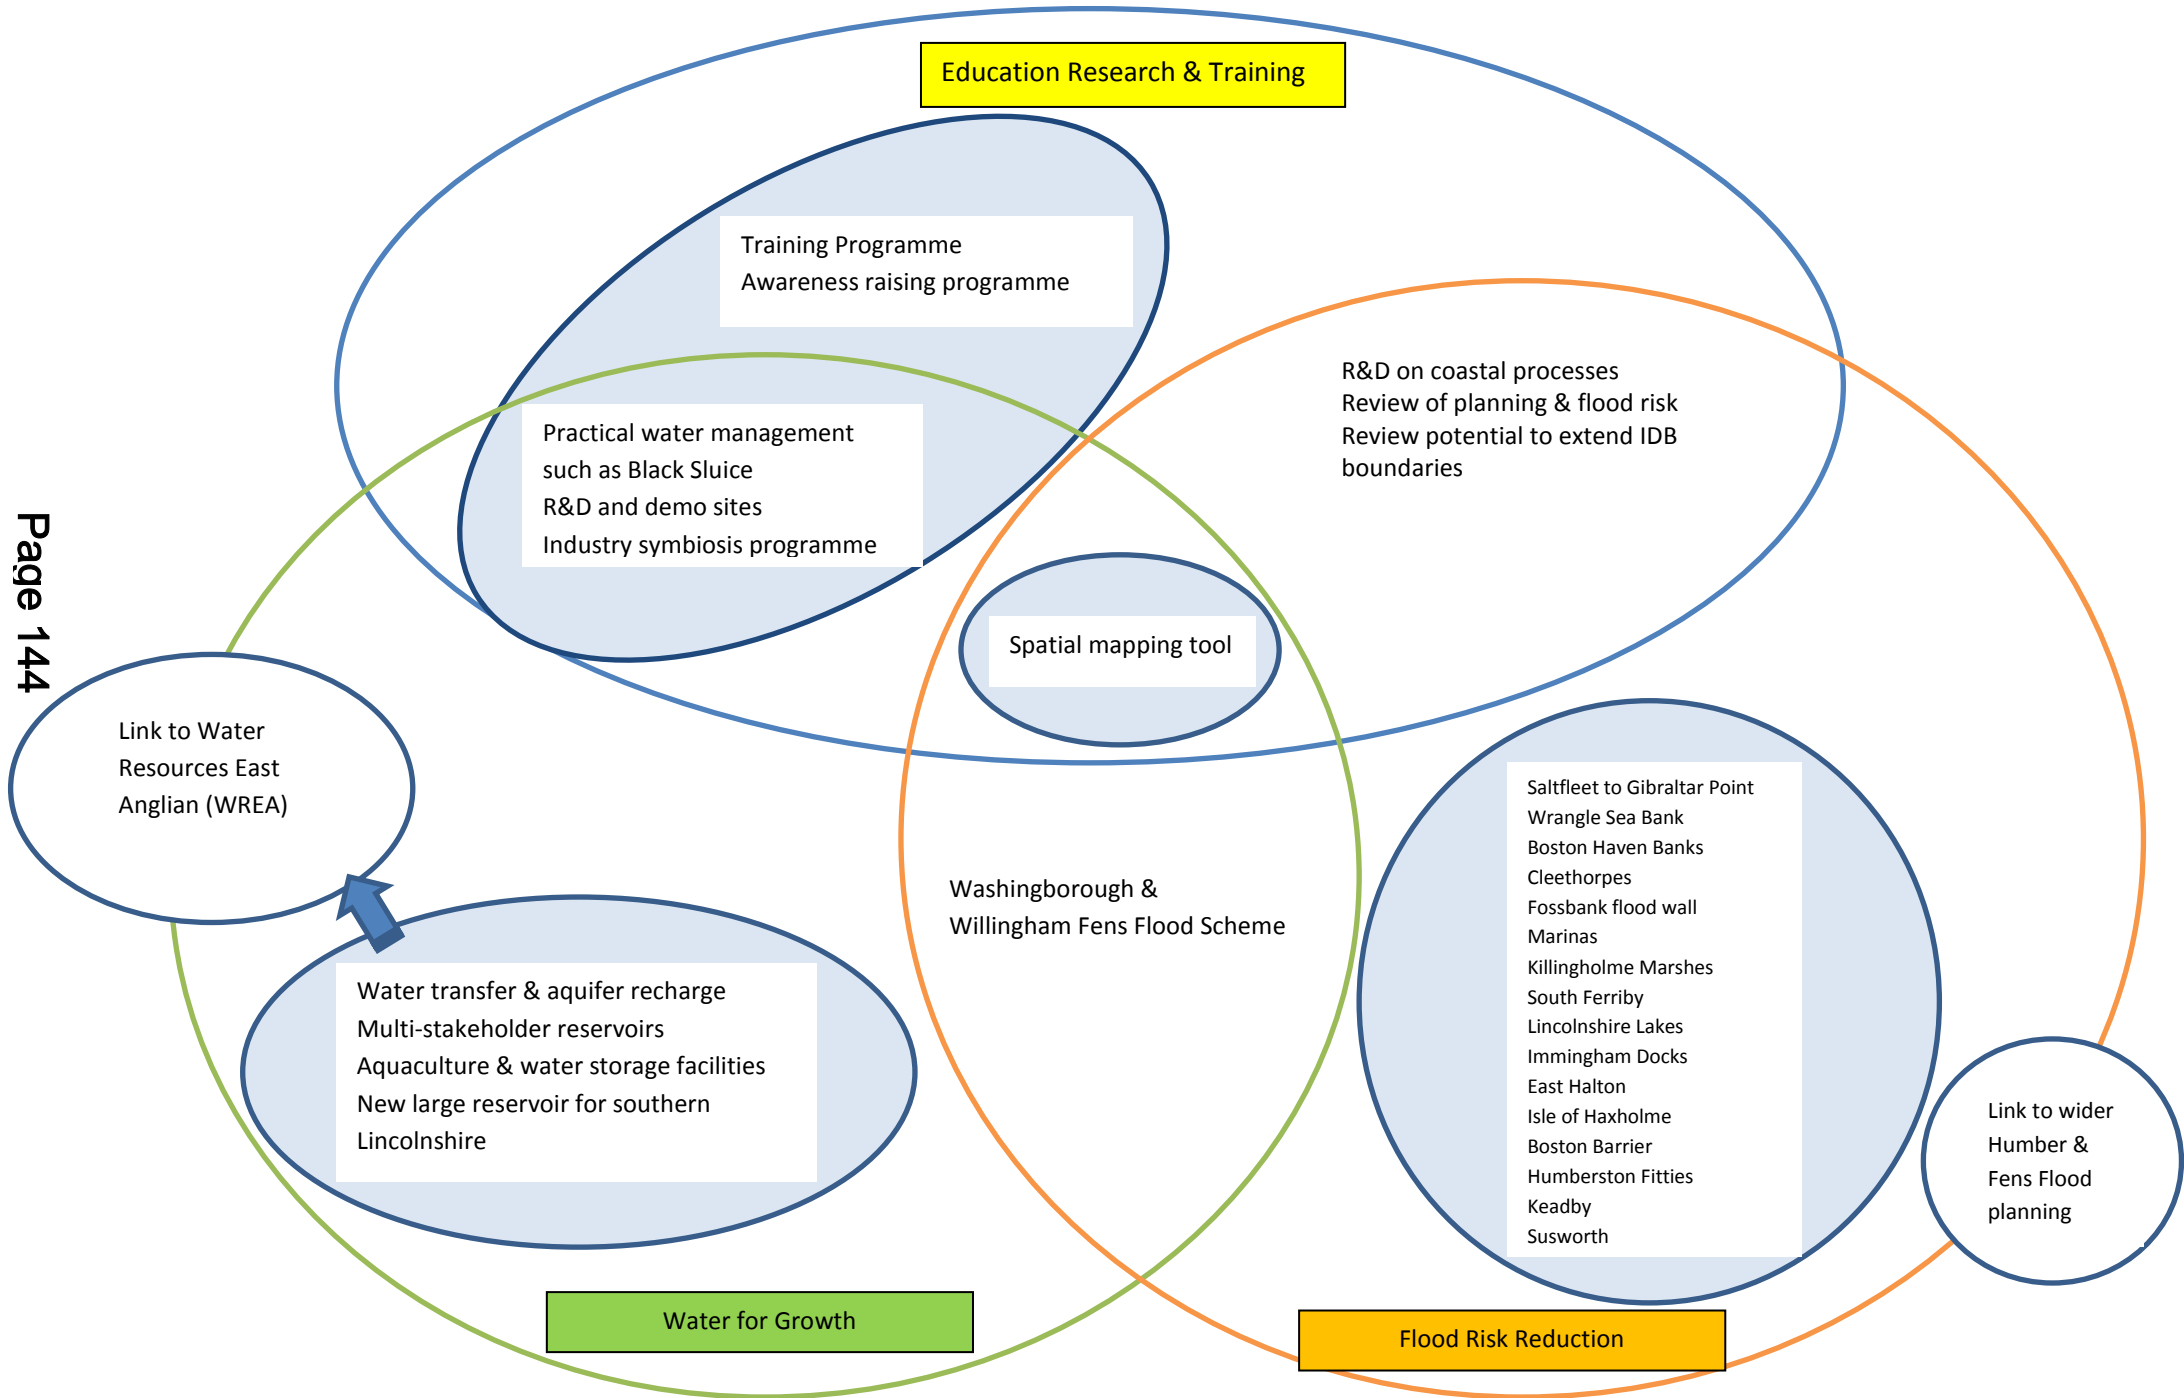 Education Research & Training
Training Programme
Awareness raising programme
R&D on coastal processes
Review of planning & flood risk
Review potential to extend IDB
boundaries
Practical water management
such as Black Sluice
R&D and demo sites
Industry symbiosis programme
Page 144
Spatial mapping tool
Link to Water
Resources East
Anglian (WREA)
Washingborough &
Willingham Fens Flood Scheme
Saltfleet to Gibraltar Point
Wrangle Sea Bank
Boston Haven Banks
Cleethorpes
Fossbank flood wall
Marinas
Killingholme Marshes
South Ferriby
Lincolnshire Lakes
Immingham Docks
East Halton
Isle of Haxholme
Boston Barrier
Humberston Fitties
Keadby
Susworth
Water transfer & aquifer recharge
Multi-stakeholder reservoirs
Aquaculture & water storage facilities
New large reservoir for southern
Lincolnshire
Link to wider
Humber &
Fens Flood
planning
Water for Growth
Flood Risk Reduction